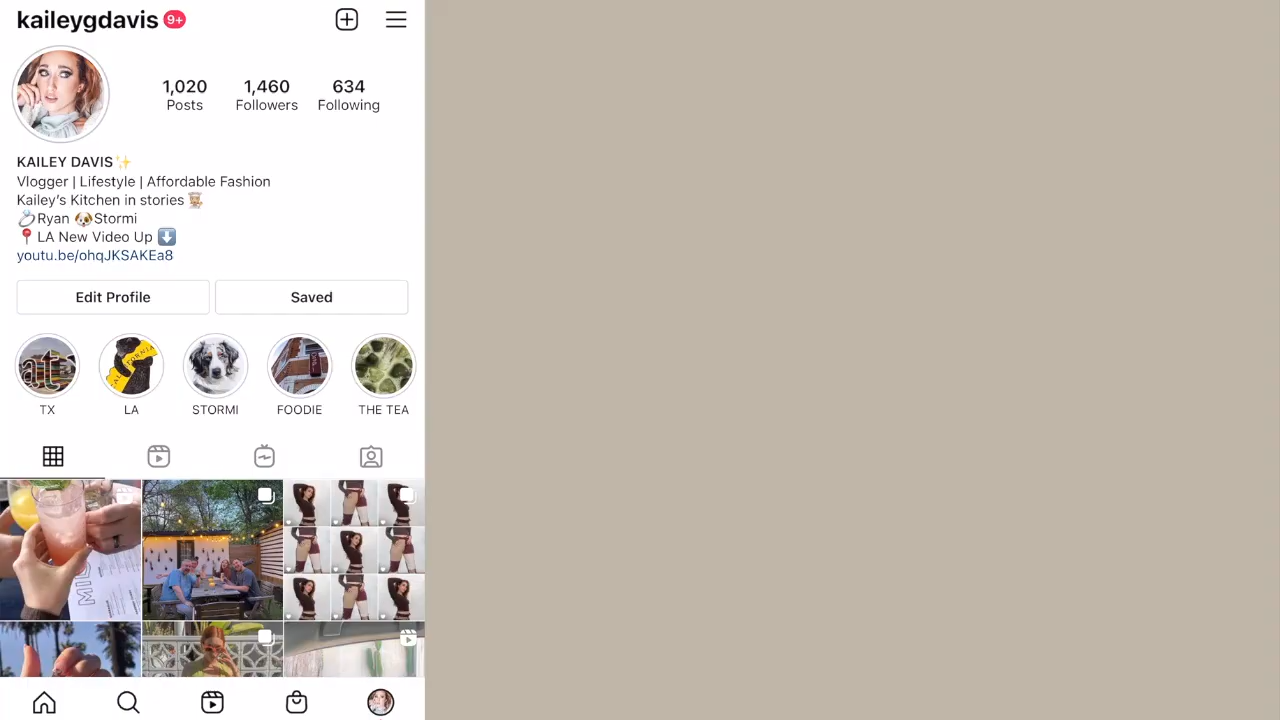 kaileygdavis 9+
1,020 1,460 634
Posts Followers Following
KAILEY DAVIS✨
Vlogger | Lifestyle | Affordable Fashion
Kailey's Kitchen in stories👩🏼‍🍳
💍Ryan 🐶Stormi
📍LA New Video Up ⬇️
youtu.be/ohqJKSAKEa8
Edit Profile Saved
ate
CALIFORNIA
TX LA STORMI FOODIE THE TEA